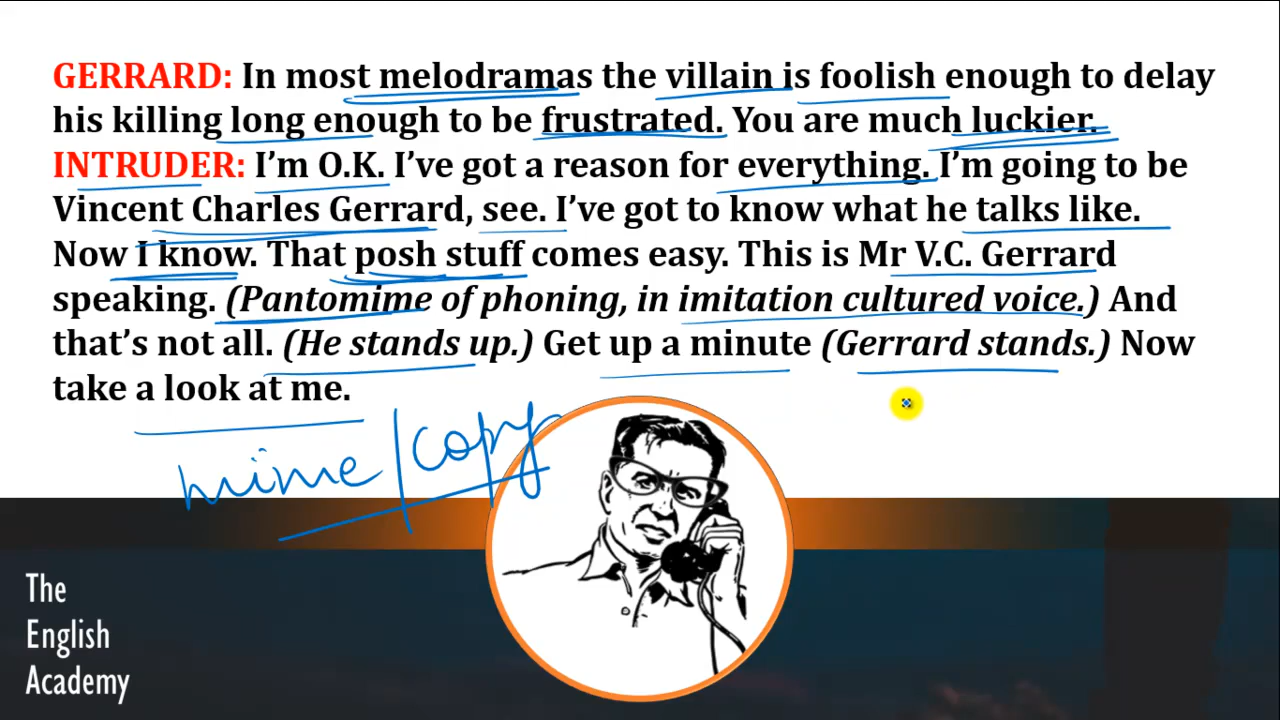 GERRARD: In most melodramas the villain is foolish enough to delay
his killing long enough to be frustrated. You are much luckier.
INTRUDER: I’m O.K. I’ve got a reason for everything. I’m going to be
Vincent Charles Gerrard, see. I’ve got to know what he talks like.
Now I know. That posh stuff comes easy. This is Mr V.C. Gerrard
speaking. (Pantomime of phoning, in imitation cultured voice.) And
that’s not all. (He stands up.) Get up a minute (Gerrard stands.) Now
take a look at me.
mime/copy
The
English
Academy